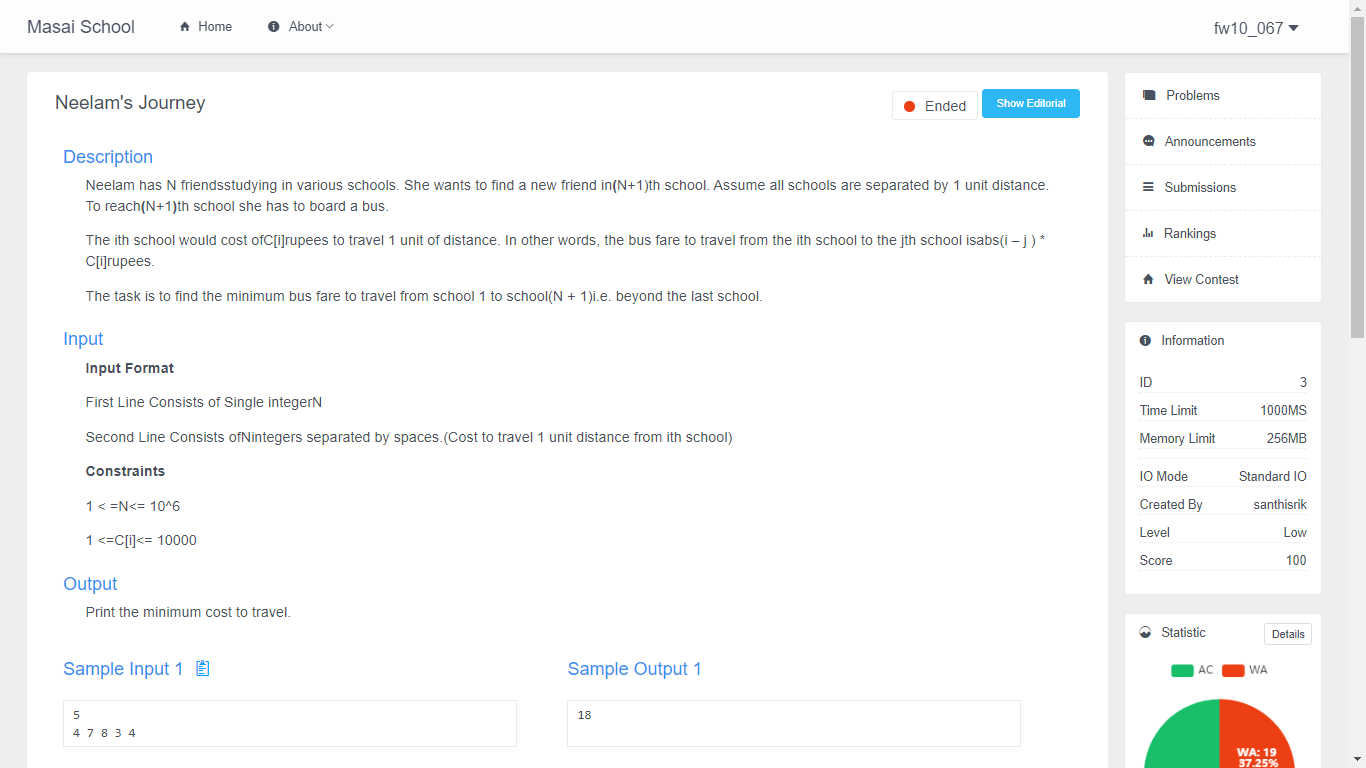 Masai School
Home
About
fw10_067
Neelam's Journey
Ended
Show Editorial
Description
Neelam has N friendsstudying in various schools. She wants to find a new friend in(N+1)th school. Assume all schools are separated by 1 unit distance.
To reach(N+1)th school she has to board a bus.
The ith school would cost ofC[i]rupees to travel 1 unit of distance. In other words, the bus fare to travel from the ith school to the jth school isabs(i – j ) *
C[i]rupees.
The task is to find the minimum bus fare to travel from school 1 to school(N + 1)i.e. beyond the last school.
Input
Input Format
First Line Consists of Single integerN
Second Line Consists ofNintegers separated by spaces.(Cost to travel 1 unit distance from ith school)
Constraints
1 < =N<= 10^6
1 <=C[i]<= 10000
Output
Print the minimum cost to travel.
Sample Input 1
5
4 7 8 3 4
Sample Output 1
18
Problems
Announcements
Submissions
Rankings
View Contest
Information
ID 3
Time Limit 1000MS
Memory Limit 256MB
IO Mode Standard IO
Created By santhisrik
Level Low
Score 100
Statistic Details
AC WA
WA: 19
37.25%